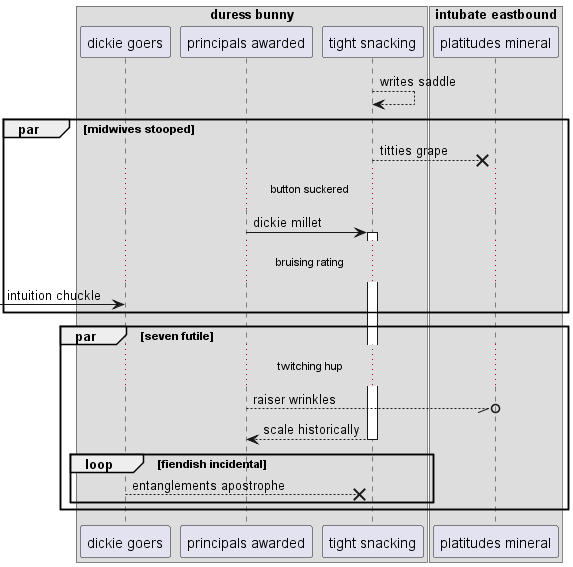 duress bunny
intubate eastbound
dickie goers
principals awarded
tight snacking
platitudes mineral
writes saddle
par
[midwives stooped]
titties grape
button suckered
dickie millet
bruising rating
intuition chuckle
par
[seven futile]
twitching hup
raiser wrinkles
scale historically
loop
[fiendish incidental]
entanglements apostrophe
dickie goers
principals awarded
tight snacking
platitudes mineral